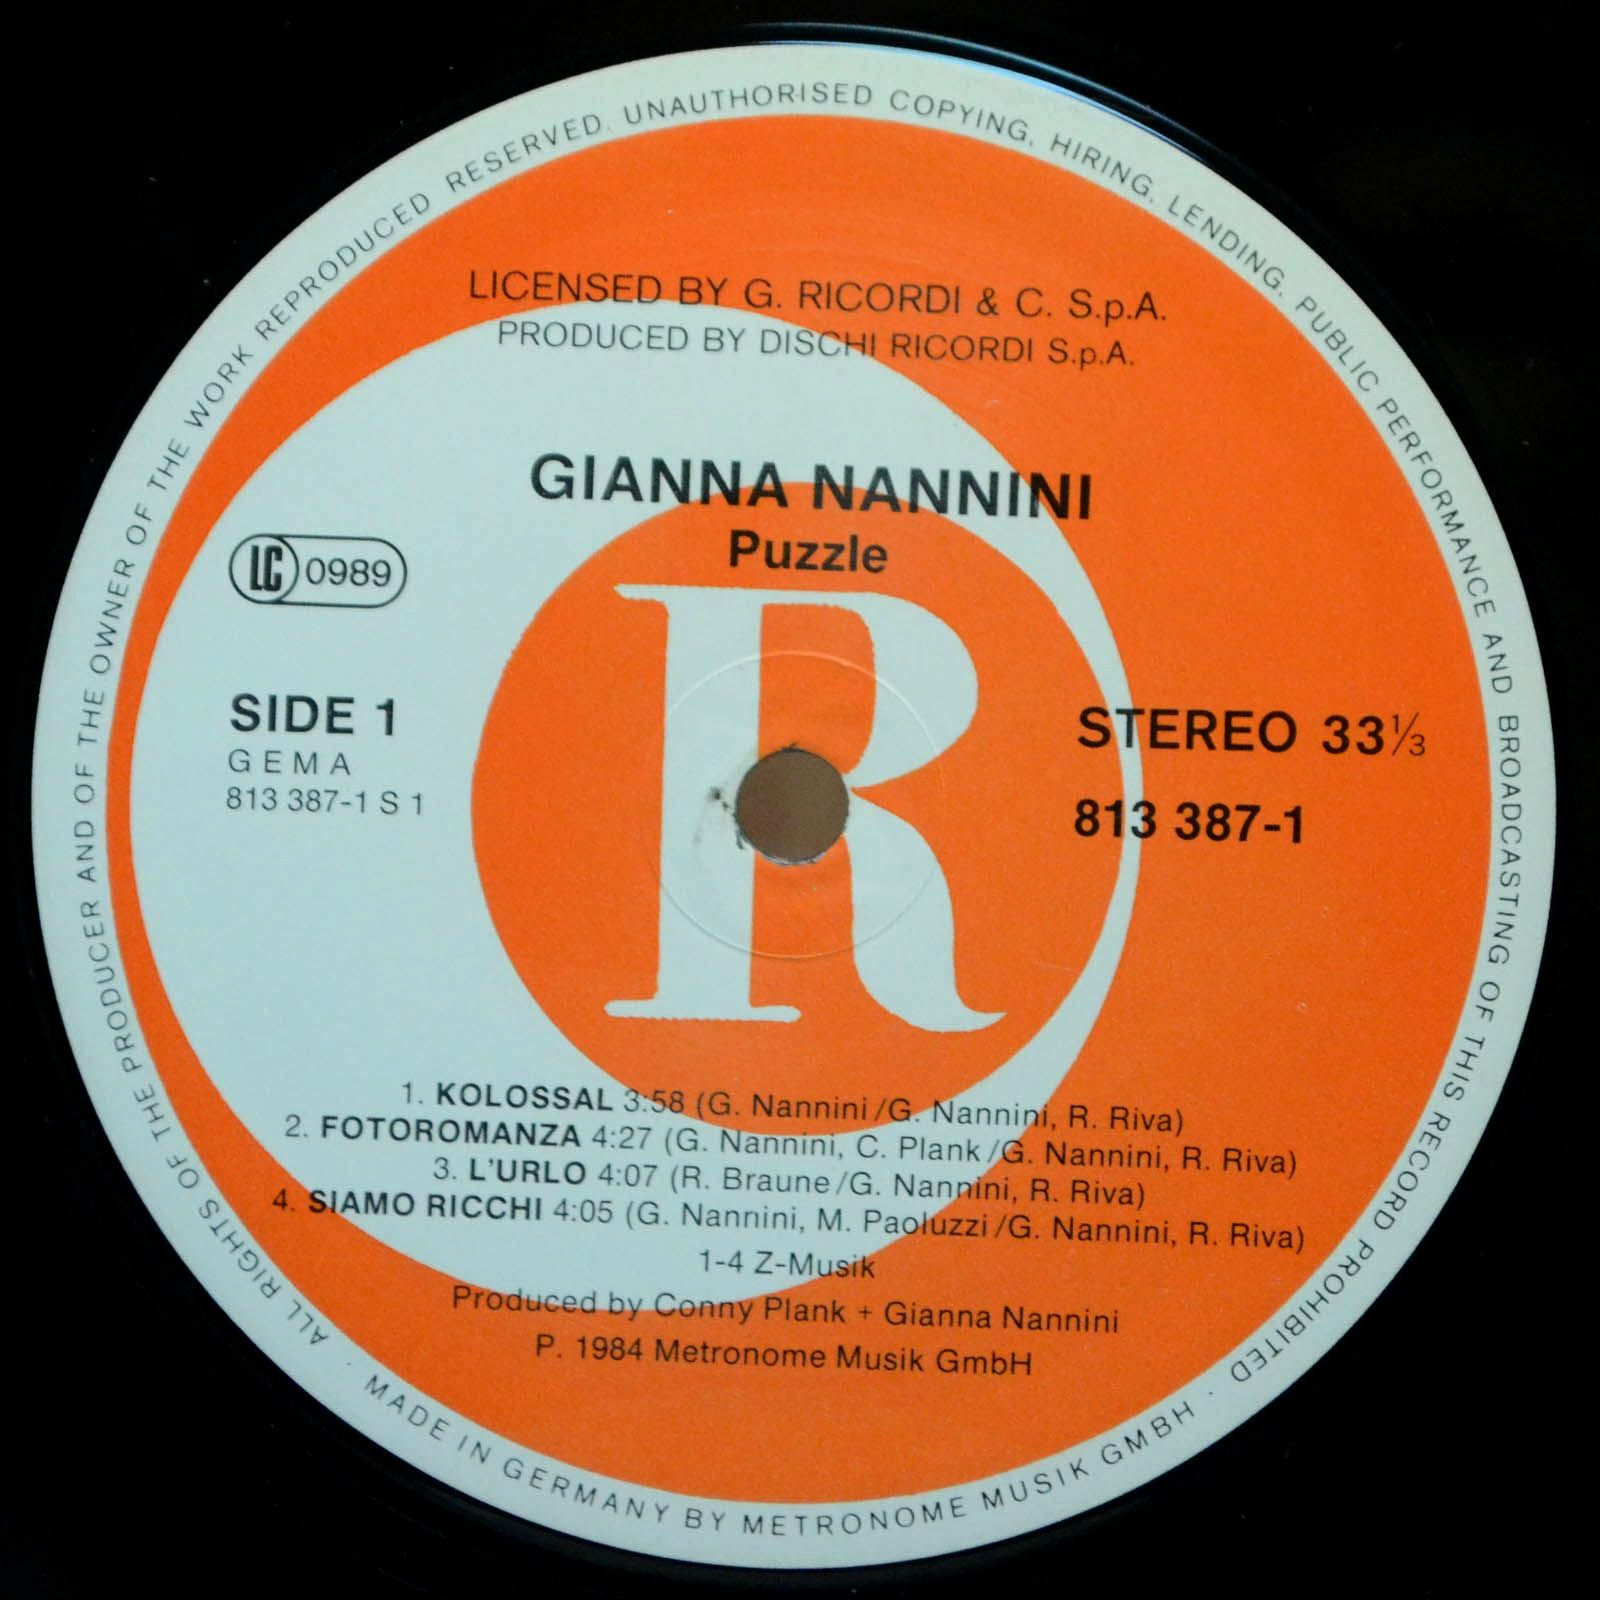 ALL RIGHTS OF THE PRODUCER AND OF THE OWNER OF THE WORK REPRODUCED RESERVED. UNAUTHORISED COPYING, HIRING, LENDING, PUBLIC PERFORMANCE AND BROADCASTING OF THIS RECORD PROHIBITED ·
LICENSED BY G. RICORDI & C. S.p.A.
PRODUCED BY DISCHI RICORDI S.p.A.
GIANNA NANNINI
Puzzle
LC 0989
R
SIDE 1
GEMA
813 387-1 S 1
STEREO 33⅓
813 387-1
1. KOLOSSAL 3:58 (G. Nannini/G. Nannini, R. Riva)
2. FOTOROMANZA 4:27 (G. Nannini, C. Plank/G. Nannini, R. Riva)
3. L'URLO 4:07 (R. Braune/G. Nannini, R. Riva)
4. SIAMO RICCHI 4:05 (G. Nannini, M. Paoluzzi/G. Nannini, R. Riva)
1-4 Z-Musik
Produced by Conny Plank + Gianna Nannini
P. 1984 Metronome Musik GmbH
· MADE IN GERMANY BY METRONOME MUSIK GMBH